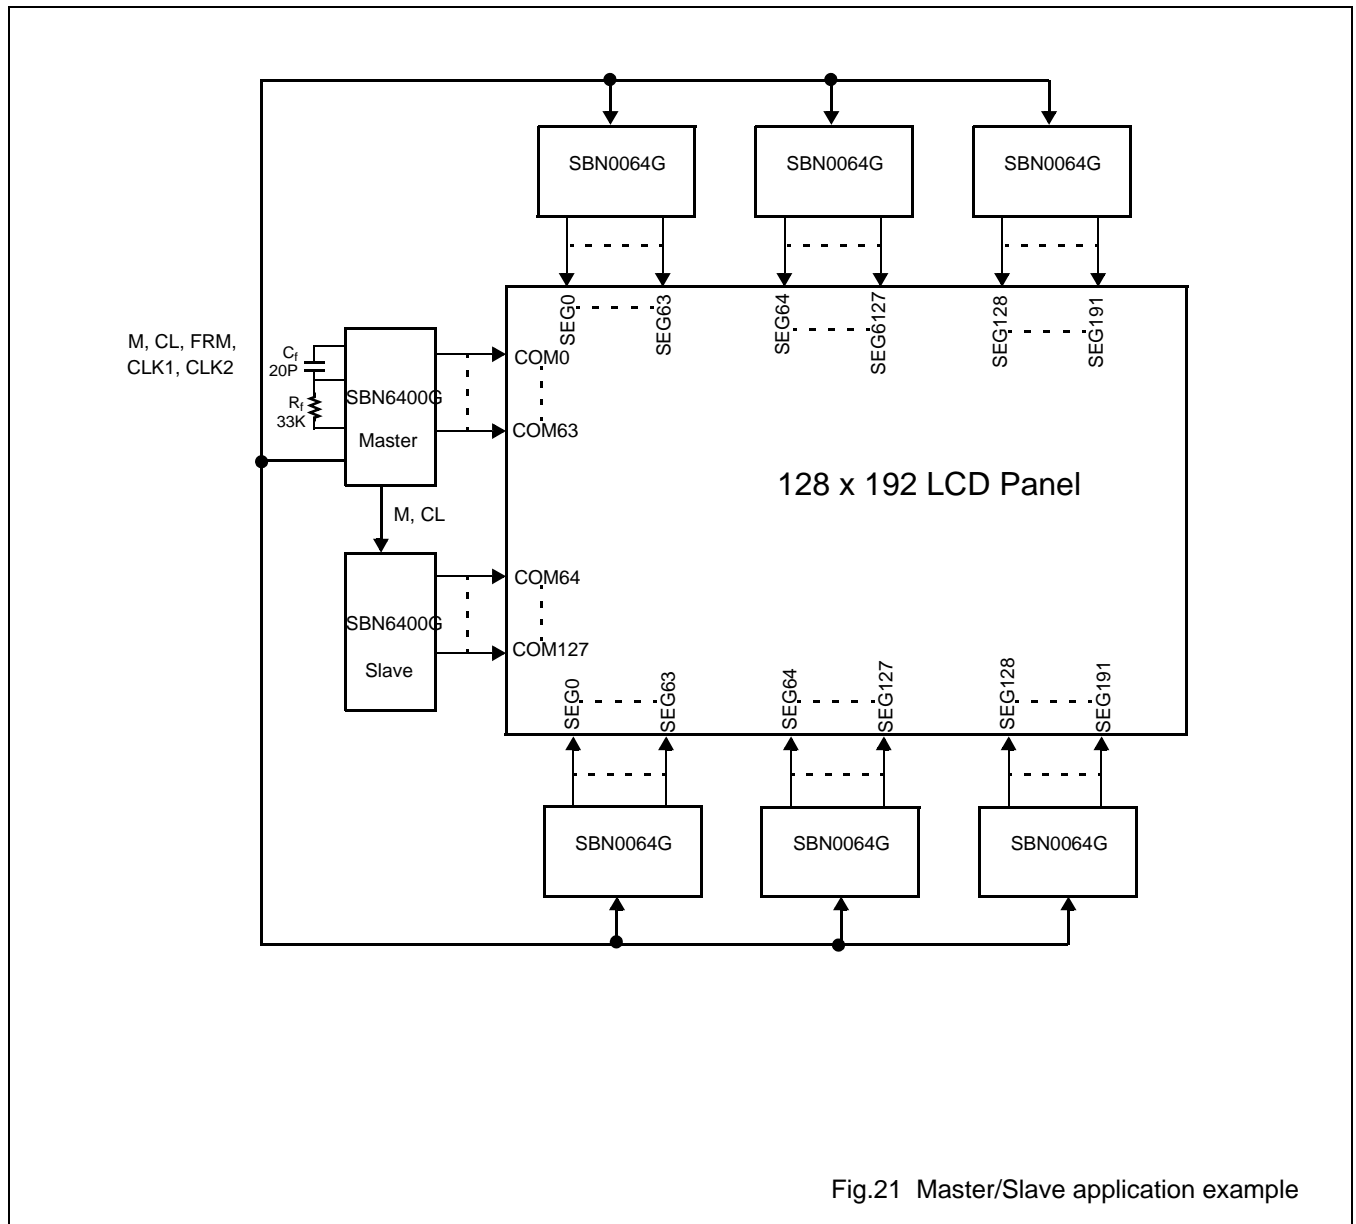 SBN0064G
SBN0064G
SBN0064G
SEG0
SEG63
SEG64
SEG6127
SEG128
SEG191
M, CL, FRM,
CLK1, CLK2
Cf
20P
Rf
33K
SBN6400G
Master
COM0
COM63
128 x 192 LCD Panel
M, CL
SBN6400G
Slave
COM64
COM127
SEG0
SEG63
SEG64
SEG127
SEG128
SEG191
SBN0064G
SBN0064G
SBN0064G
Fig.21 Master/Slave application example